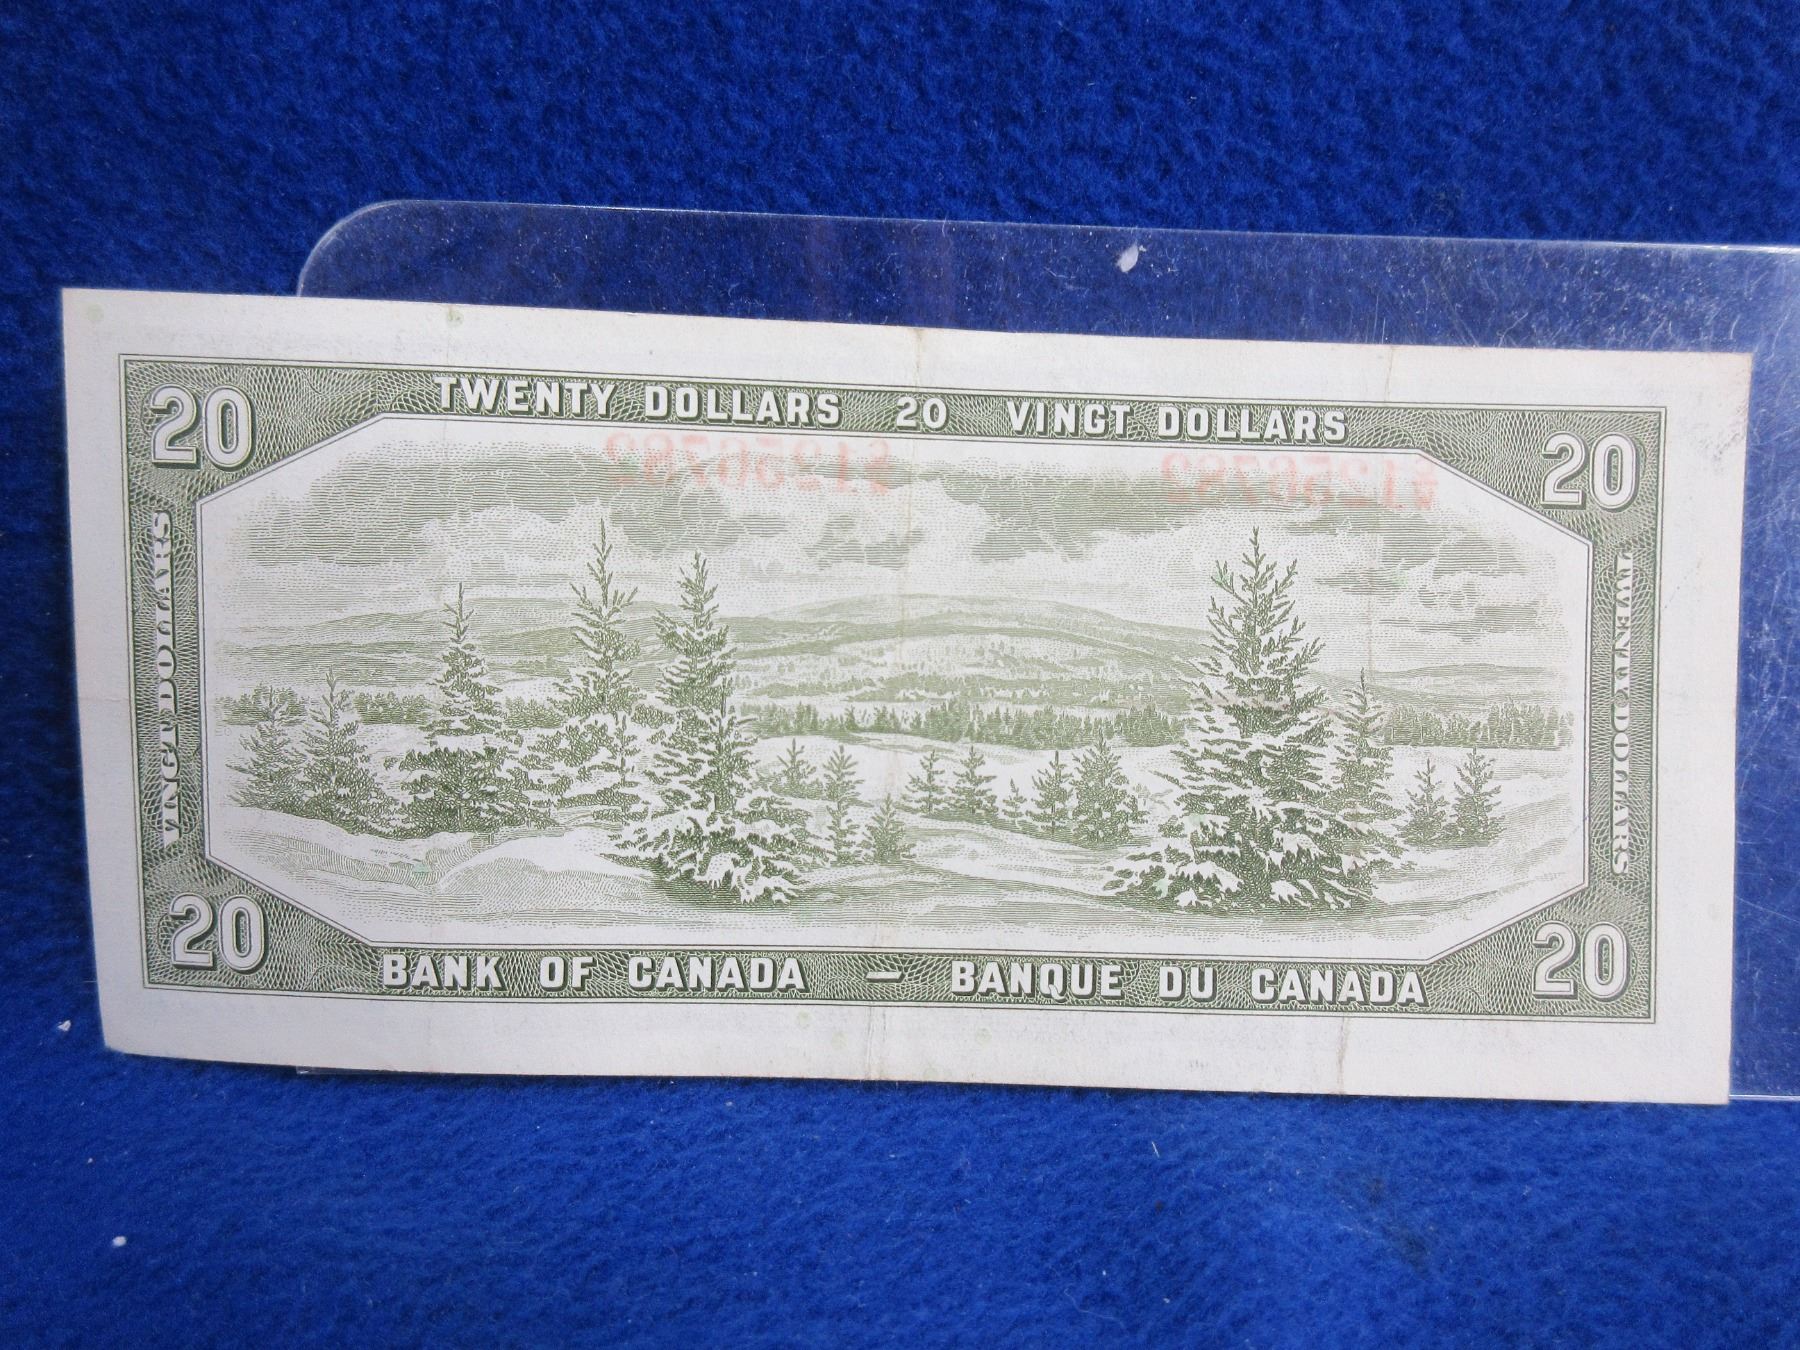 TWENTY DOLLARS 20 VINGT DOLLARS
20
20
VINGT DOLLARS
TWENTY DOLLARS
20
20
BANK OF CANADA — BANQUE DU CANADA